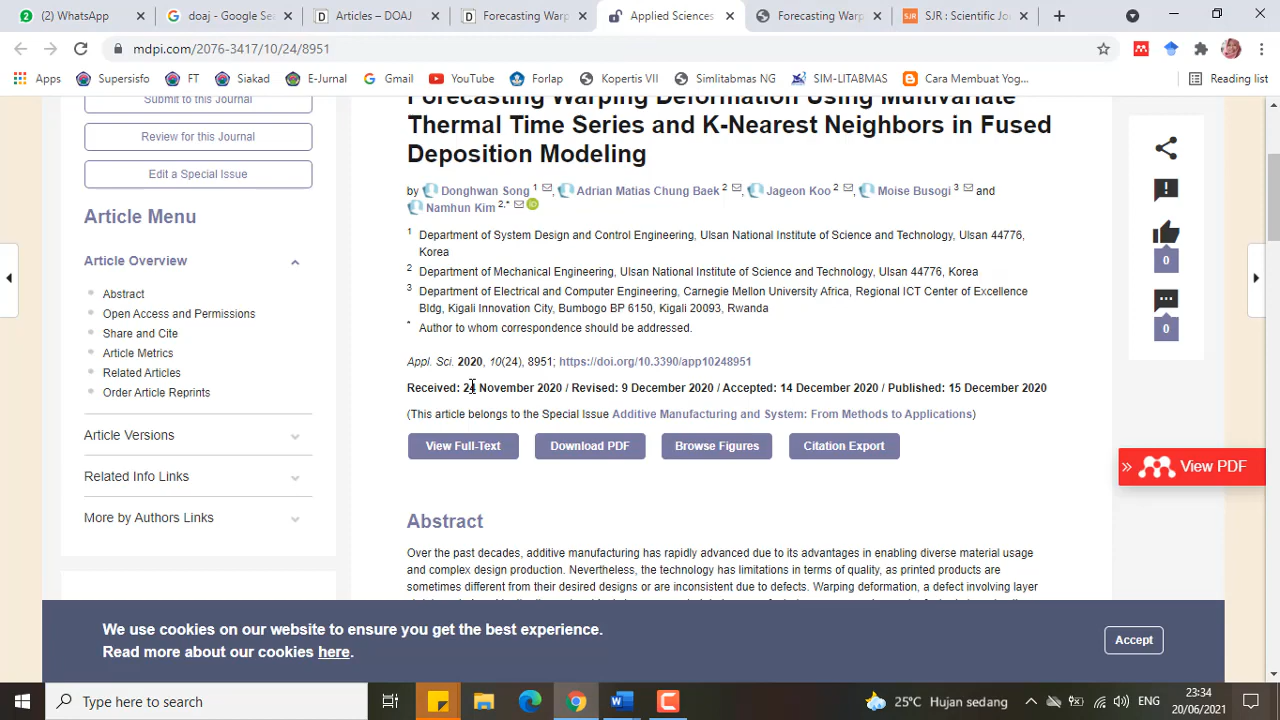 (2) WhatsApp
doaj - Google Se
Articles – DOAJ
Forecasting Warp
Applied Sciences
Forecasting Warp
SJR : Scientific Jo
mdpi.com/2076-3417/10/24/8951
Apps
Supersisfo
FT
Siakad
E-Jurnal
Gmail
YouTube
Forlap
Kopertis VII
Simlitabmas NG
SIM-LITABMAS
Cara Membuat Yog...
Reading list
Submit to this Journal
Review for this Journal
Edit a Special Issue
Article Menu
Article Overview
Abstract
Open Access and Permissions
Share and Cite
Article Metrics
Related Articles
Order Article Reprints
Article Versions
Related Info Links
More by Authors Links
Forecasting Warping Deformation Using Multivariate
Thermal Time Series and K-Nearest Neighbors in Fused
Deposition Modeling
by Donghwan Song 1, Adrian Matias Chung Baek 2, Jageon Koo 2, Moise Busogi 3 and
Namhun Kim 2,*
1 Department of System Design and Control Engineering, Ulsan National Institute of Science and Technology, Ulsan 44776,
Korea
2 Department of Mechanical Engineering, Ulsan National Institute of Science and Technology, Ulsan 44776, Korea
3 Department of Electrical and Computer Engineering, Carnegie Mellon University Africa, Regional ICT Center of Excellence
Bldg, Kigali Innovation City, Bumbogo BP 6150, Kigali 20093, Rwanda
* Author to whom correspondence should be addressed.
Appl. Sci. 2020, 10(24), 8951; https://doi.org/10.3390/app10248951
Received: 24 November 2020 / Revised: 9 December 2020 / Accepted: 14 December 2020 / Published: 15 December 2020
(This article belongs to the Special Issue Additive Manufacturing and System: From Methods to Applications)
View Full-Text
Download PDF
Browse Figures
Citation Export
Abstract
Over the past decades, additive manufacturing has rapidly advanced due to its advantages in enabling diverse material usage
and complex design production. Nevertheless, the technology has limitations in terms of quality, as printed products are
sometimes different from their desired designs or are inconsistent due to defects. Warping deformation, a defect involving layer
0
0
View PDF
We use cookies on our website to ensure you get the best experience.
Read more about our cookies here.
Accept
Type here to search
25°C Hujan sedang
ENG
23:34
20/06/2021